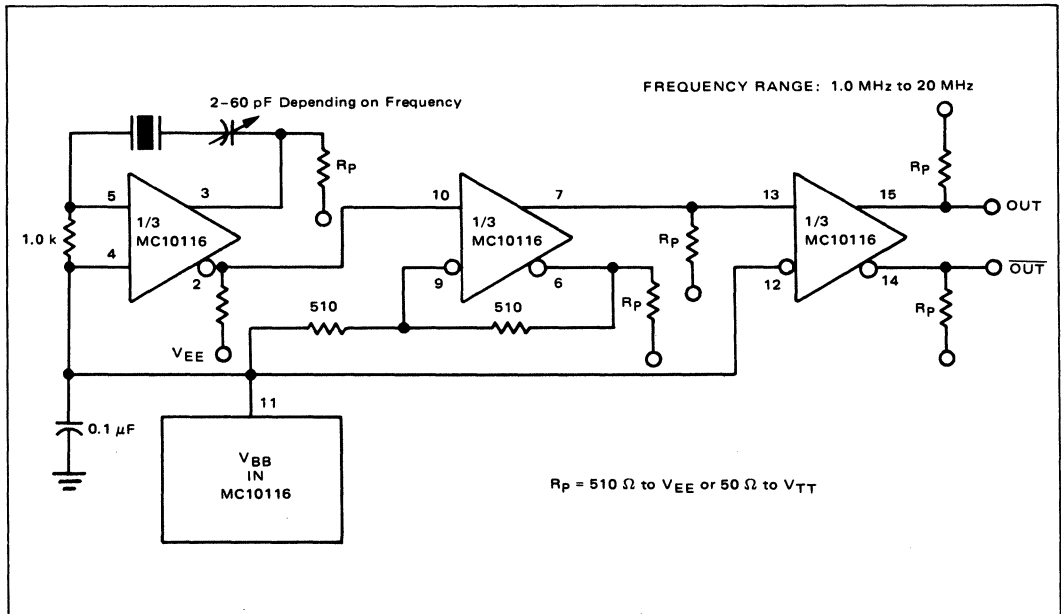 FREQUENCY RANGE: 1.0 MHz to 20 MHz
2-60 pF Depending on Frequency
RP
RP
5
3
10
7
13
15
OUT
1/3
MC10116
1/3
MC10116
1/3
MC10116
1.0 k
4
RP
2
9
6
12
14
OUT
510
510
RP
RP
VEE
11
0.1 µF
VBB
IN
MC10116
RP = 510 Ω to VEE or 50 Ω to VTT